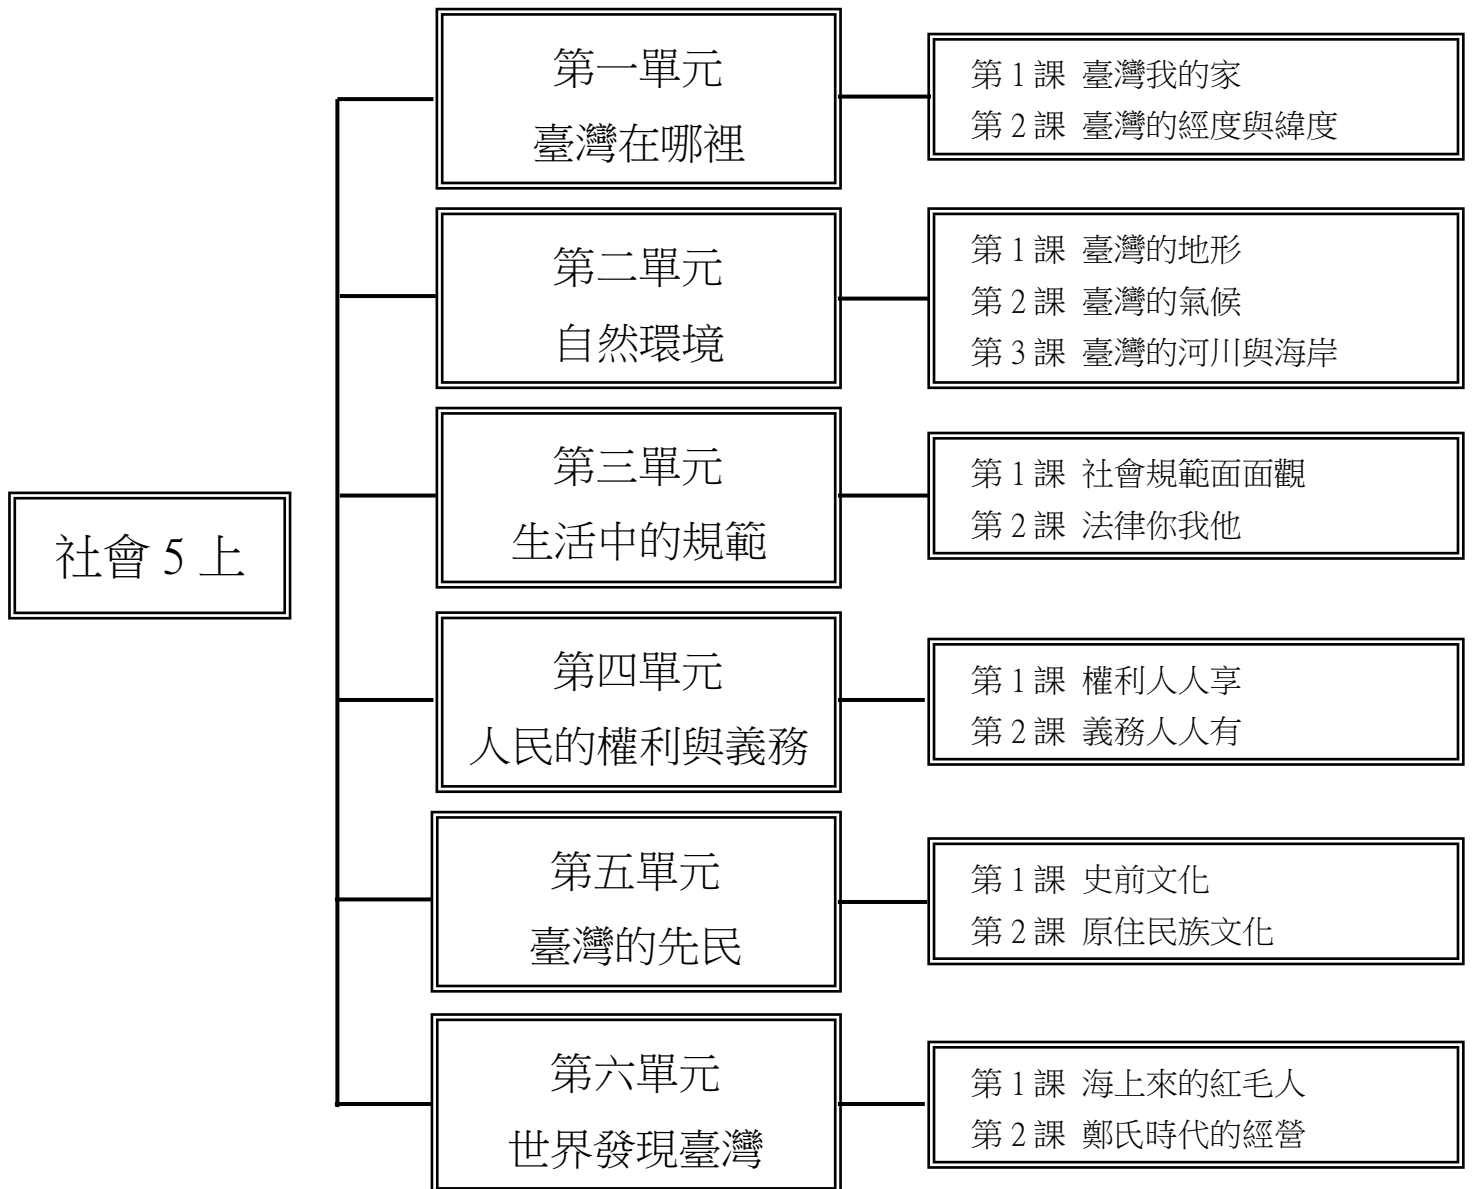 社會 5 上
第一單元
臺灣在哪裡
第 1 課 臺灣我的家
第 2 課 臺灣的經度與緯度
第二單元
自然環境
第 1 課 臺灣的地形
第 2 課 臺灣的氣候
第 3 課 臺灣的河川與海岸
第三單元
生活中的規範
第 1 課 社會規範面面觀
第 2 課 法律你我他
第四單元
人民的權利與義務
第 1 課 權利人人享
第 2 課 義務人人有
第五單元
臺灣的先民
第 1 課 史前文化
第 2 課 原住民族文化
第六單元
世界發現臺灣
第 1 課 海上來的紅毛人
第 2 課 鄭氏時代的經營